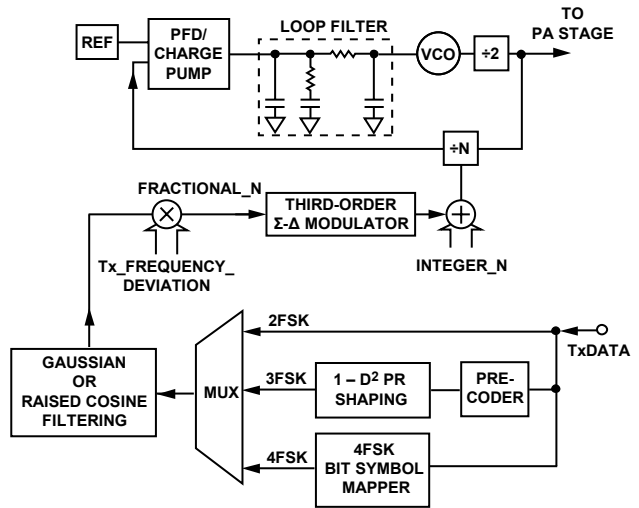 TO
PA STAGE
LOOP FILTER
REF
PFD/
CHARGE
PUMP
VCO
÷2
÷N
FRACTIONAL_N
THIRD-ORDER
Σ-Δ MODULATOR
Tx_FREQUENCY_
DEVIATION
INTEGER_N
2FSK
TxDATA
GAUSSIAN
OR
RAISED COSINE
FILTERING
MUX
3FSK
1 – D² PR
SHAPING
PRE-
CODER
4FSK
4FSK
BIT SYMBOL
MAPPER